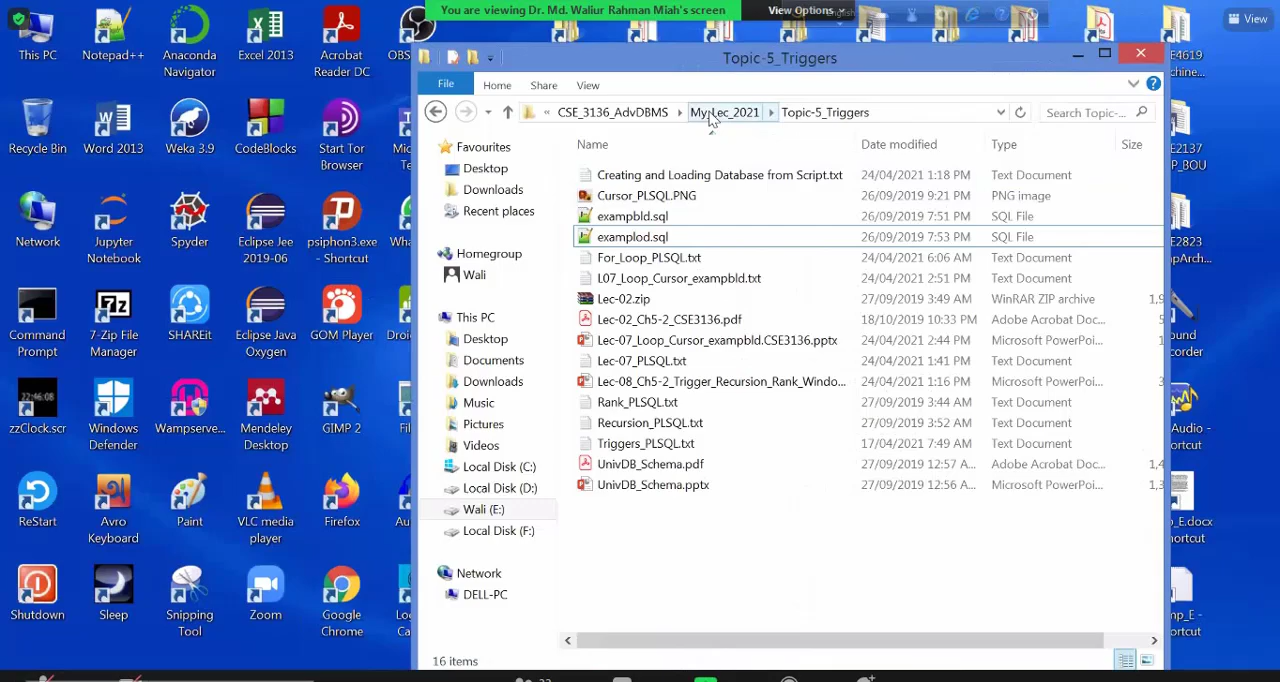 You are viewing Dr. Md. Waliur Rahman Miah's screen
View Options
View
This PC
Notepad++
Anaconda Navigator
Excel 2013
Acrobat Reader DC
Recycle Bin
Word 2013
Weka 3.9
CodeBlocks
Start Tor Browser
Network
Jupyter Notebook
Spyder
Eclipse Jee 2019-06
psiphon3.exe - Shortcut
Command Prompt
7-Zip File Manager
SHAREit
Eclipse Java Oxygen
GOM Player
22:46:08
zzClock.scr
Windows Defender
Wampserve...
Mendeley Desktop
GIMP 2
ReStart
Avro Keyboard
Paint
VLC media player
Firefox
Shutdown
Sleep
Snipping Tool
Zoom
Google Chrome
Topic-5_Triggers
File
Home
Share
View
« CSE_3136_AdvDBMS
My_Lec_2021
Topic-5_Triggers
Search Topic-...
Favourites
Desktop
Downloads
Recent places
Homegroup
Wali
This PC
Desktop
Documents
Downloads
Music
Pictures
Videos
Local Disk (C:)
Local Disk (D:)
Wali (E:)
Local Disk (F:)
Network
DELL-PC
Name Date modified Type Size
Creating and Loading Database from Script.txt 24/04/2021 1:18 PM Text Document
Cursor_PLSQL.PNG 26/09/2019 9:21 PM PNG image
exampbld.sql 26/09/2019 7:51 PM SQL File
examplod.sql 26/09/2019 7:53 PM SQL File
For_Loop_PLSQL.txt 24/04/2021 6:06 AM Text Document
L07_Loop_Cursor_exampbld.txt 24/04/2021 2:51 PM Text Document
Lec-02.zip 27/09/2019 3:49 AM WinRAR ZIP archive 1,9
Lec-02_Ch5-2_CSE3136.pdf 18/10/2019 10:33 PM Adobe Acrobat Doc... 5
Lec-07_Loop_Cursor_exampbld.CSE3136.pptx 24/04/2021 2:44 PM Microsoft PowerPoi... 1
Lec-07_PLSQL.txt 24/04/2021 1:41 PM Text Document
Lec-08_Ch5-2_Trigger_Recursion_Rank_Windo... 24/04/2021 1:16 PM Microsoft PowerPoi... 3
Rank_PLSQL.txt 27/09/2019 3:44 AM Text Document
Recursion_PLSQL.txt 27/09/2019 3:52 AM Text Document
Triggers_PLSQL.txt 17/04/2021 7:49 AM Text Document
UnivDB_Schema.pdf 27/09/2019 12:57 A... Adobe Acrobat Doc... 1,4
UnivDB_Schema.pptx 27/09/2019 12:56 A... Microsoft PowerPoi... 1,3
16 items